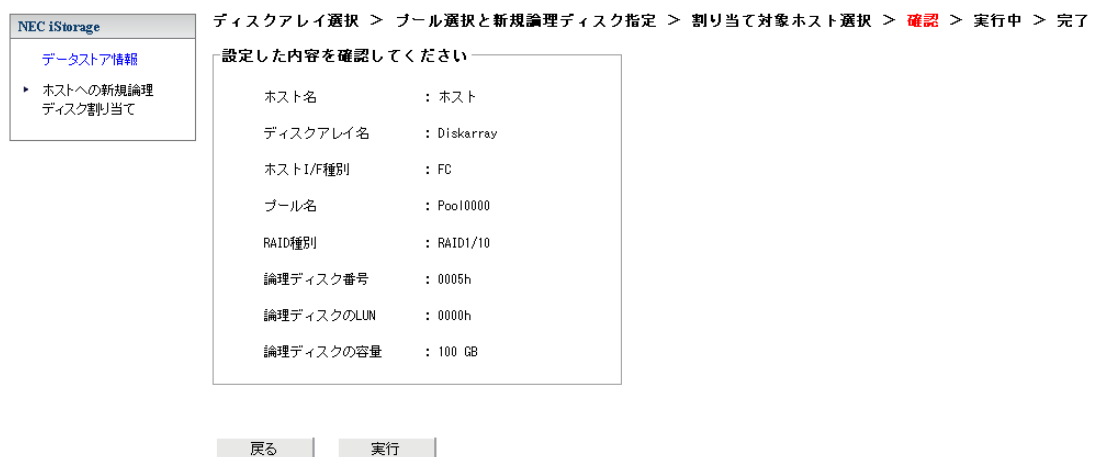 NEC iStorage
データストア情報
ホストへの新規論理
ディスク割り当て
ディスクアレイ選択 > プール選択と新規論理ディスク指定 > 割り当て対象ホスト選択 > 確認 > 実行中 > 完了
設定した内容を確認してください
ホスト名 : ホスト
ディスクアレイ名 : Diskarray
ホストI/F種別 : FC
プール名 : Pool0000
RAID種別 : RAID1/10
論理ディスク番号 : 0005h
論理ディスクのLUN : 0000h
論理ディスクの容量 : 100 GB
戻る 実行